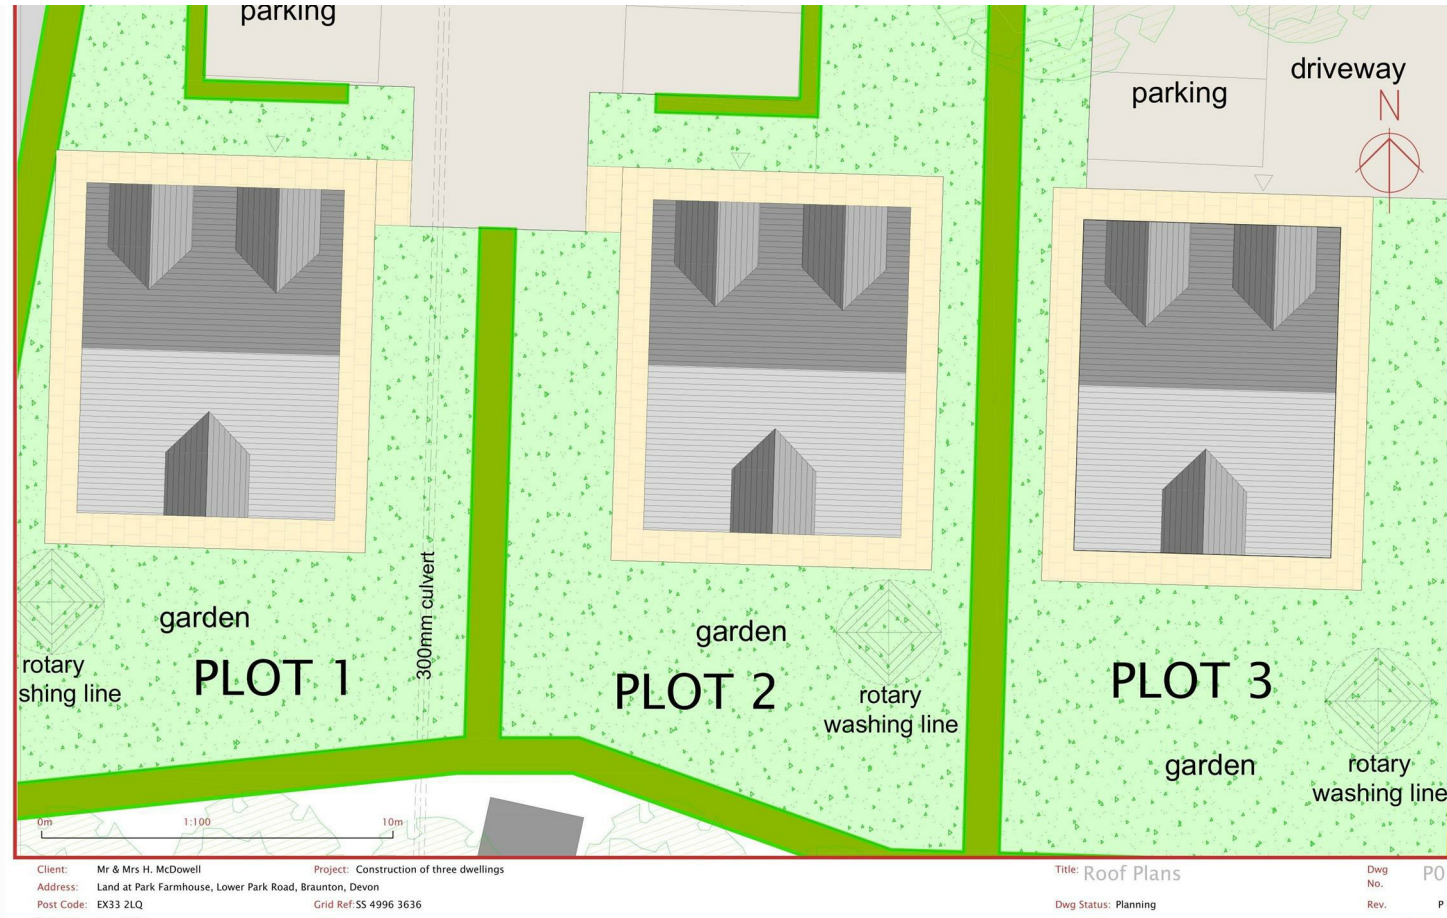 parking
driveway
parking
N
300mm culvert
garden
PLOT 1
rotary
shing line
garden
PLOT 2
rotary
washing line
PLOT 3
garden
rotary
washing line
0m 1:100 10m
Client: Mr & Mrs H. McDowell Project: Construction of three dwellings Title: Roof Plans Dwg No. P0
Address: Land at Park Farmhouse, Lower Park Road, Braunton, Devon
Post Code: EX33 2LQ Grid Ref: SS 4996 3636 Dwg Status: Planning Rev. P